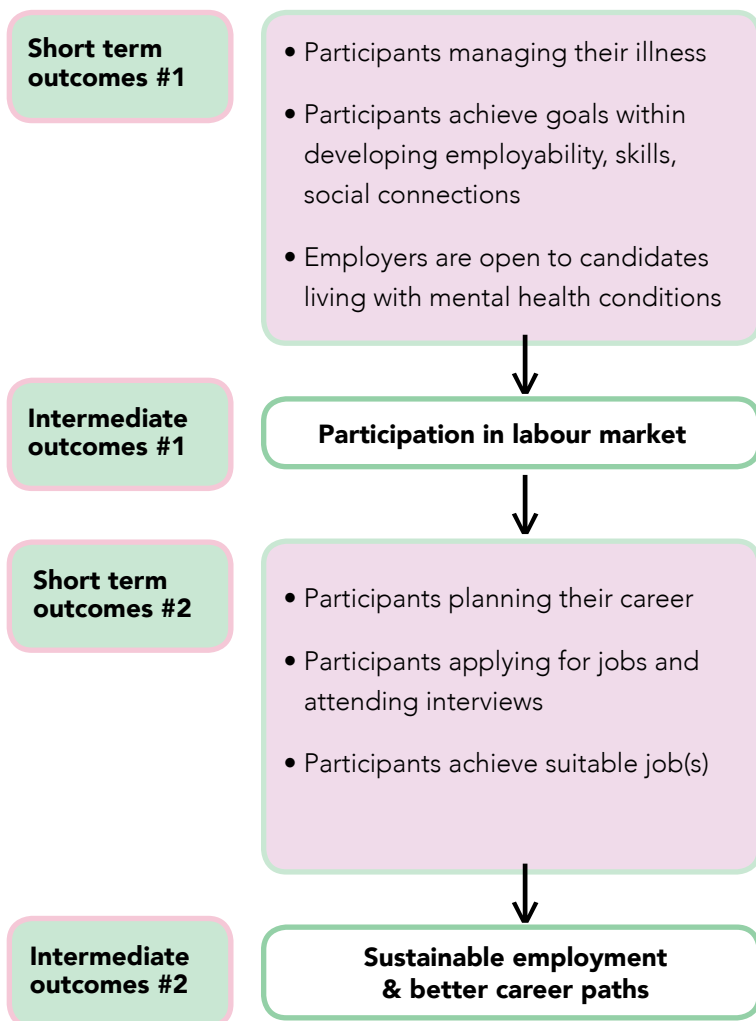 Short term
outcomes #1
• Participants managing their illness
• Participants achieve goals within
developing employability, skills,
social connections
• Employers are open to candidates
living with mental health conditions
Intermediate
outcomes #1
Participation in labour market
Short term
outcomes #2
• Participants planning their career
• Participants applying for jobs and
attending interviews
• Participants achieve suitable job(s)
Intermediate
outcomes #2
Sustainable employment
& better career paths